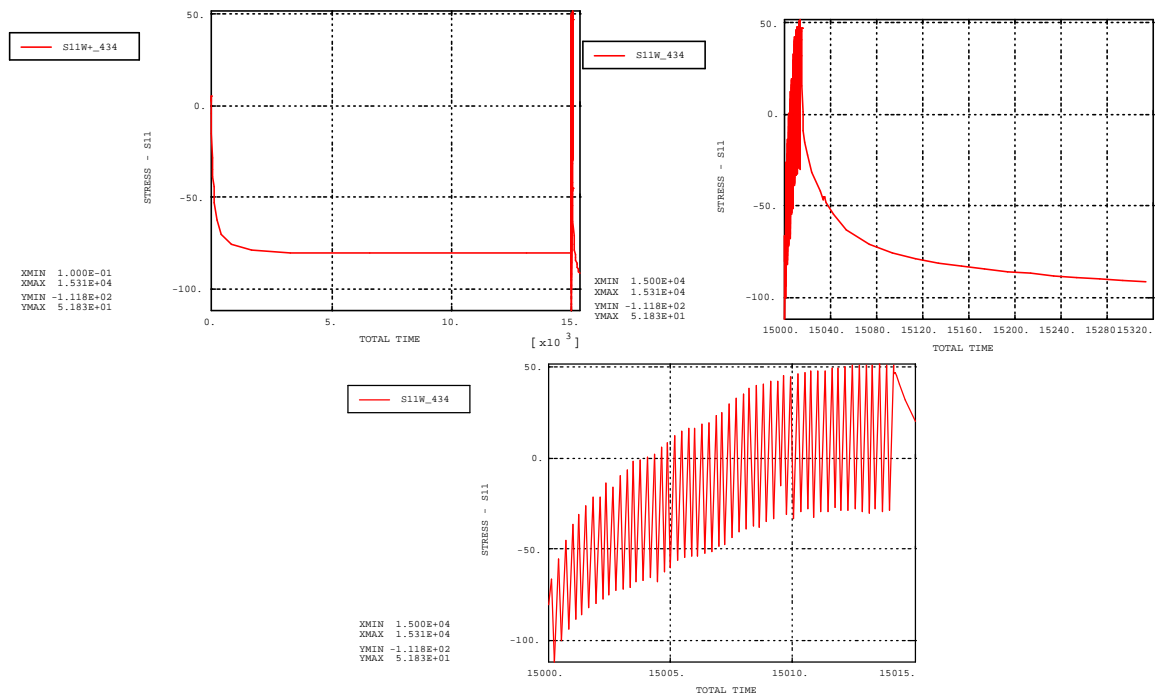 50.
S11W+_434
0.
STRESS - S11
-50.
-100.
XMIN 1.000E-01
XMAX 1.531E+04
YMIN -1.118E+02
YMAX 5.183E+01
0. 5. 10. 15.
TOTAL TIME [x10 3 ]
50.
S11W_434
0.
STRESS - S11
-50.
-100.
XMIN 1.500E+04
XMAX 1.531E+04
YMIN -1.118E+02
YMAX 5.183E+01
15000. 15040. 15080. 15120. 15160. 15200. 15240. 15280. 15320.
TOTAL TIME
50.
S11W_434
0.
STRESS - S11
-50.
-100.
XMIN 1.500E+04
XMAX 1.531E+04
YMIN -1.118E+02
YMAX 5.183E+01
15000. 15005. 15010. 15015.
TOTAL TIME